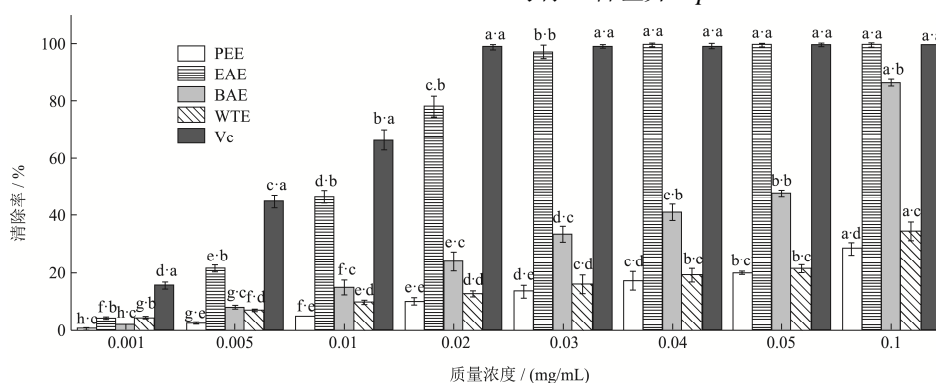 100
80
60
40
20
0
清除率 / %
PEE
EAE
BAE
WTE
Vc
h·c f·b h·c g·b d·a
g·e e·b g·c f·d c·a
f·e d·b f·c e·d b·a
e·e c.b e·c d·d a·a
d·e b·b d·c c·d a·a
c·d a·a c·b b·c a·a
b·c a·a b·b b·c a·a
a·d a·a a·b a·c a·a
0.001 0.005 0.01 0.02 0.03 0.04 0.05 0.1
质量浓度 / (mg/mL)